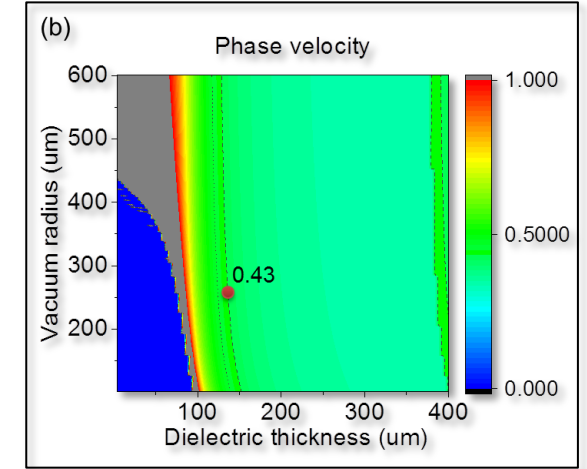 (b)
Phase velocity
600
500
400
300
200
Vacuum radius (um)
0.43
100 200 300 400
Dielectric thickness (um)
1.000
0.5000
0.000